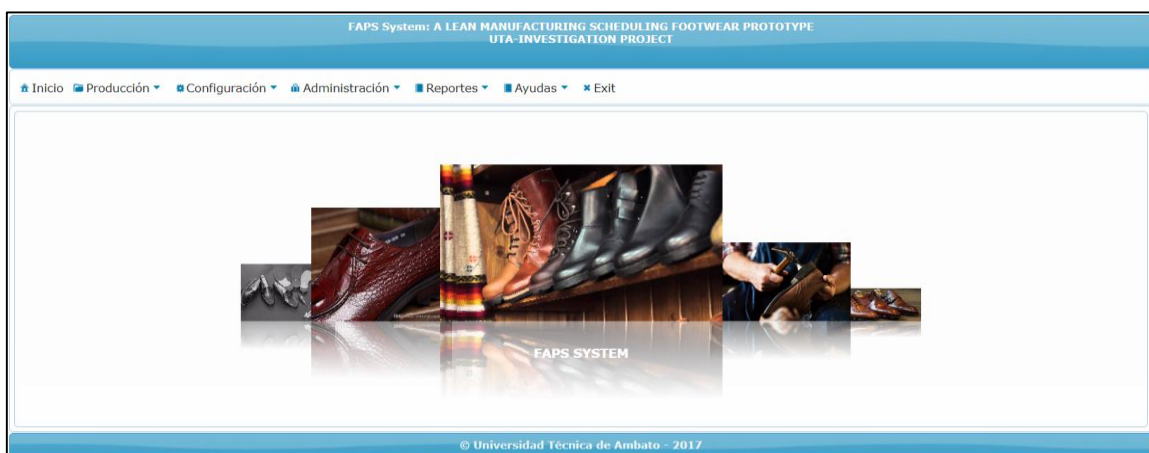 FAPS System: A LEAN MANUFACTURING SCHEDULING FOOTWEAR PROTOTYPE
UTA-INVESTIGATION PROJECT
Inicio Producción Configuración Administración Reportes Ayudas Exit
FAPS SYSTEM
© Universidad Técnica de Ambato - 2017